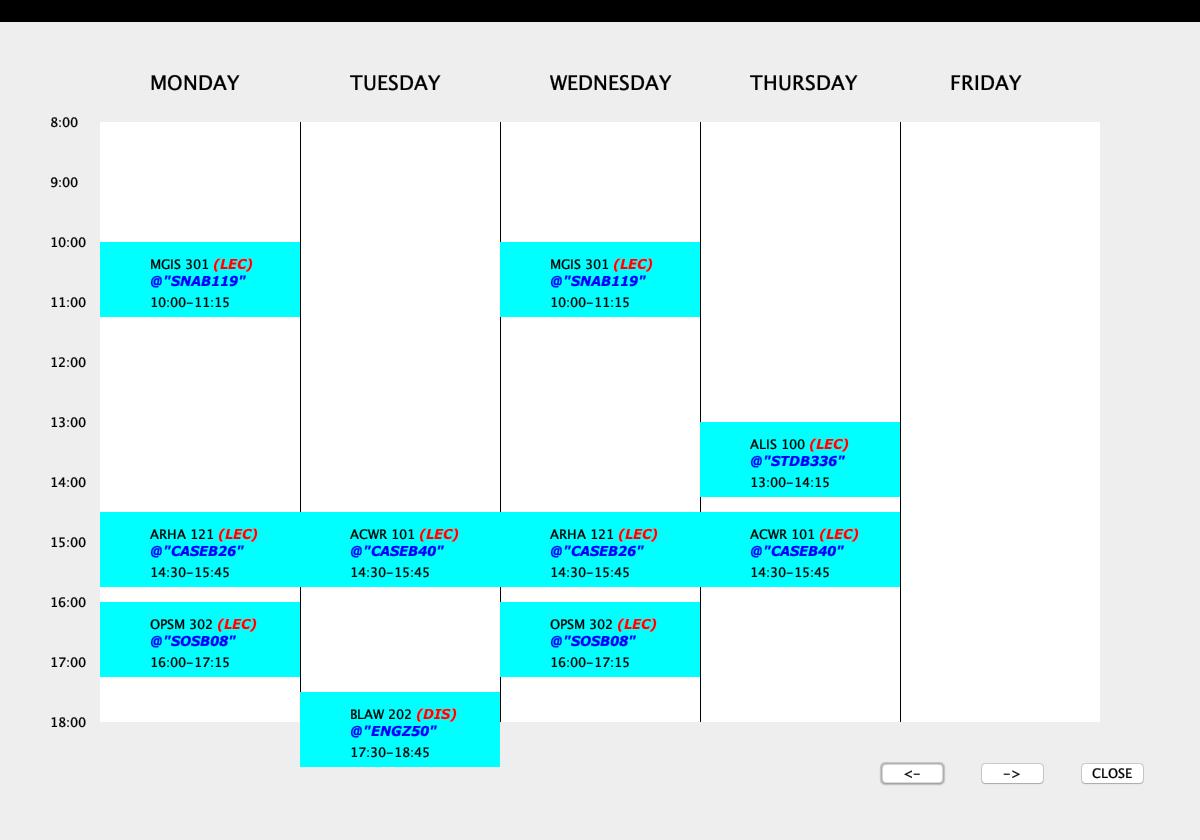 MONDAY TUESDAY WEDNESDAY THURSDAY FRIDAY
8:00
9:00
10:00
MGIS 301 (LEC) MGIS 301 (LEC)
@"SNAB119" @"SNAB119"
11:00 10:00-11:15 10:00-11:15
12:00
13:00
ALIS 100 (LEC)
@"STDB336"
14:00 13:00-14:15
ARHA 121 (LEC) ACWR 101 (LEC) ARHA 121 (LEC) ACWR 101 (LEC)
15:00 @"CASEB26" @"CASEB40" @"CASEB26" @"CASEB40"
14:30-15:45 14:30-15:45 14:30-15:45 14:30-15:45
16:00
OPSM 302 (LEC) OPSM 302 (LEC)
@"SOSB08" @"SOSB08"
17:00 16:00-17:15 16:00-17:15
BLAW 202 (DIS)
18:00 @"ENGZ50"
17:30-18:45
<- -> CLOSE